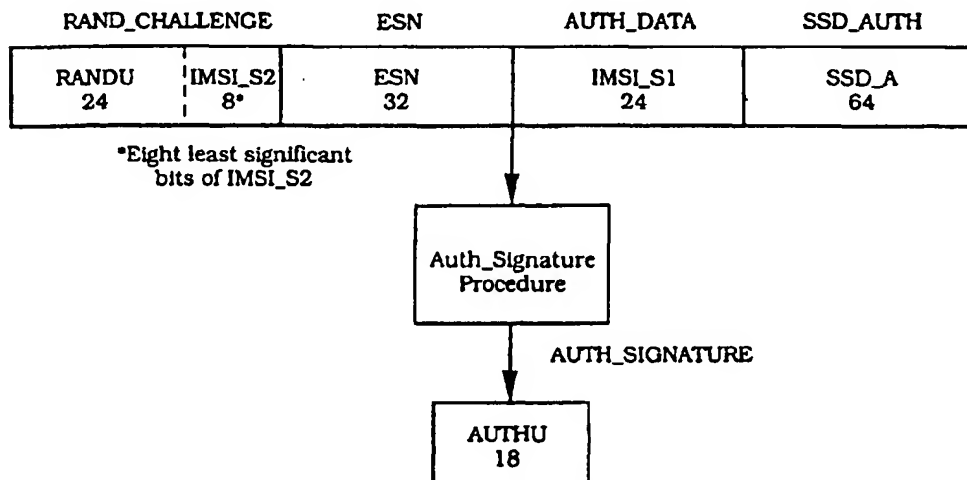 RAND_CHALLENGE ESN AUTH_DATA SSD_AUTH
RANDU IMSI_S2 ESN IMSI_S1 SSD_A
24 8* 32 24 64
*Eight least significant
bits of IMSI_S2
Auth_Signature
Procedure
AUTH_SIGNATURE
AUTHU
18